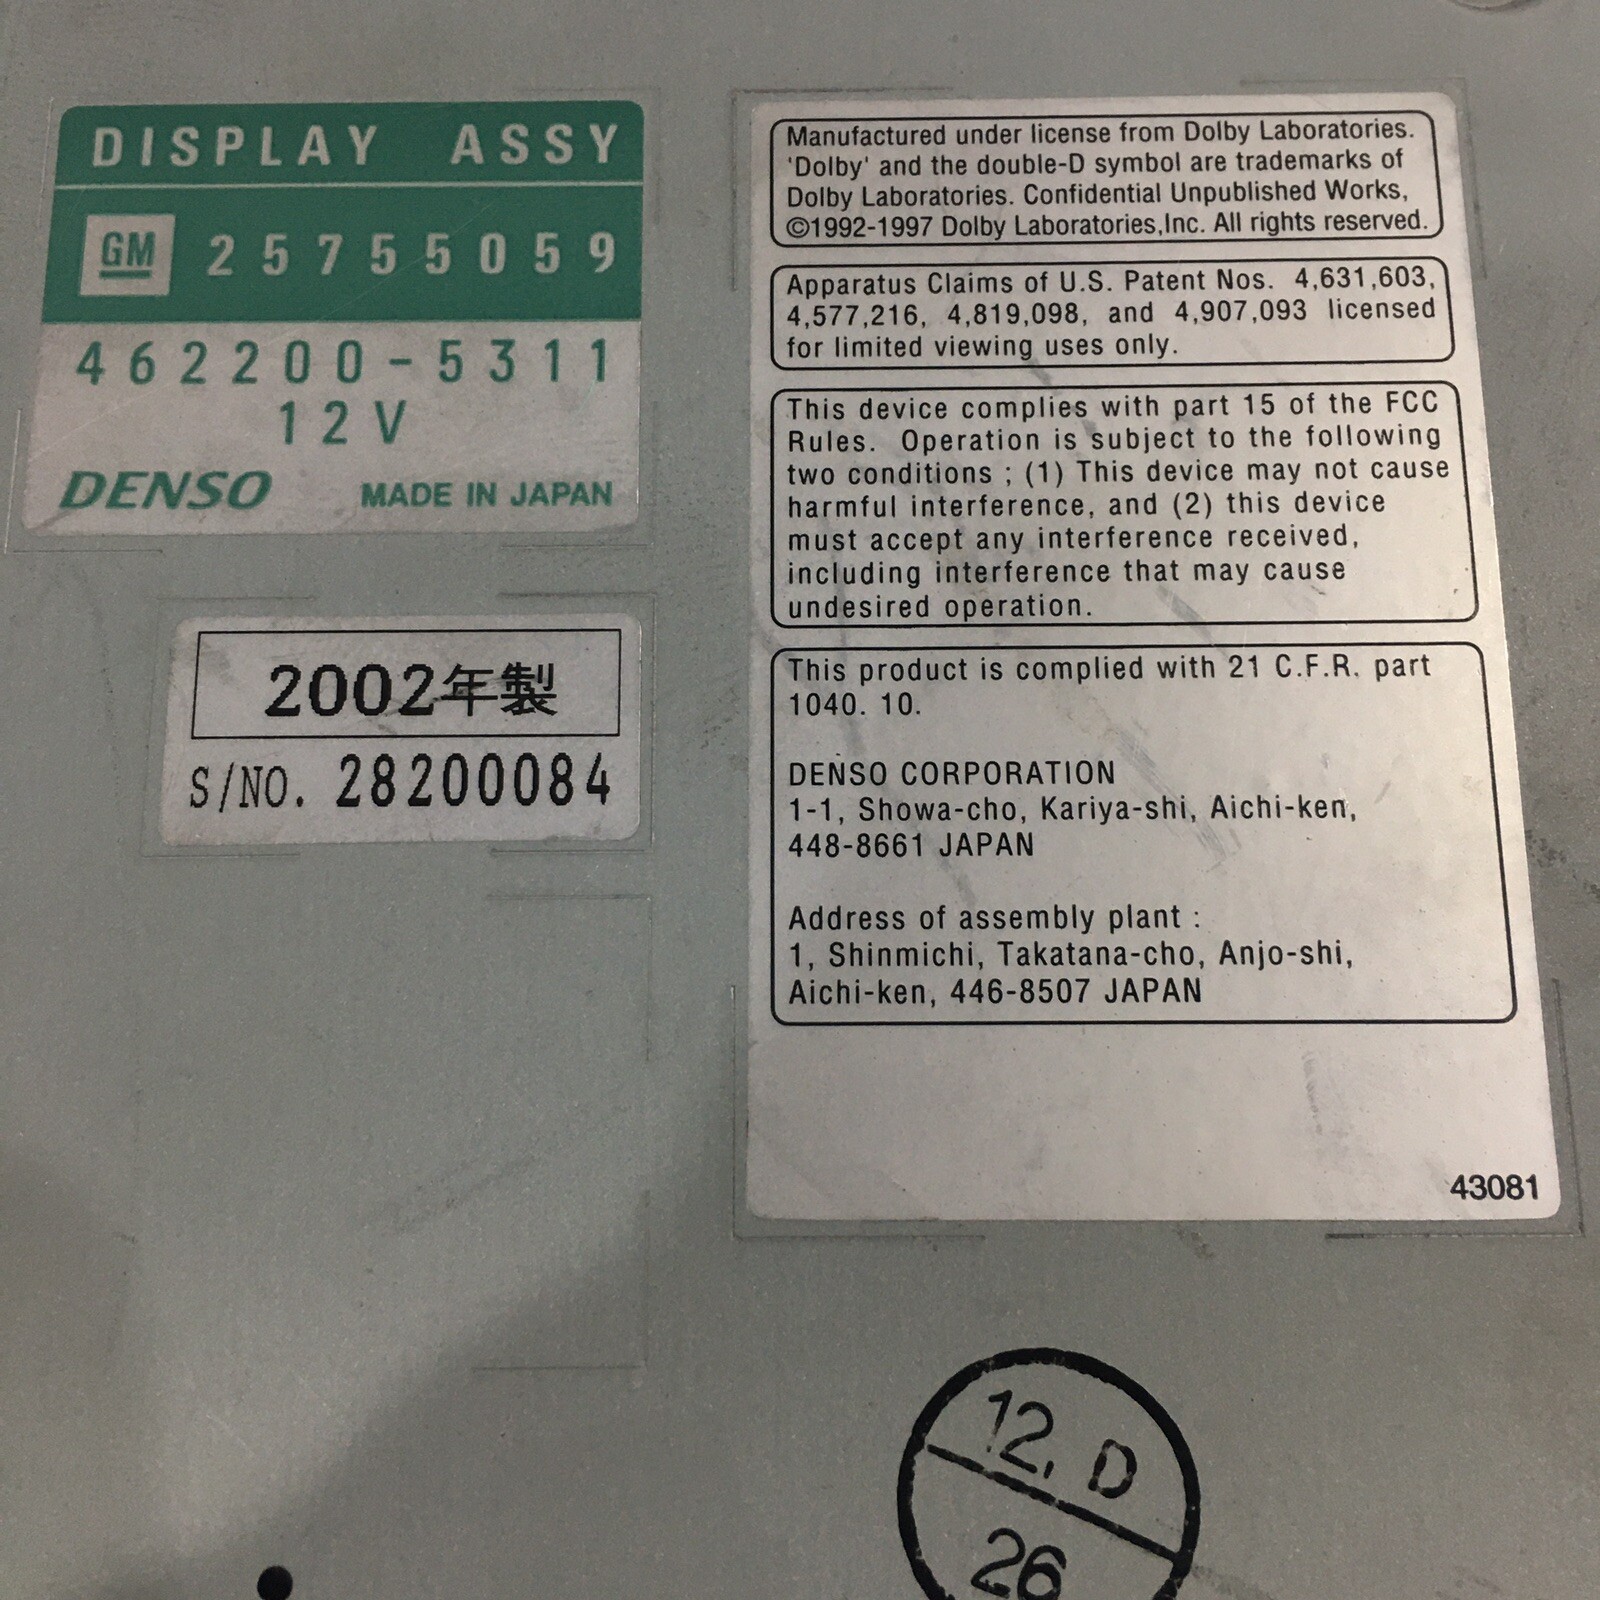 DISPLAY ASSY
GM 25755059
462200-5311
12V
DENSO MADE IN JAPAN
2002年製
S/NO. 28200084
Manufactured under license from Dolby Laboratories.
'Dolby' and the double-D symbol are trademarks of
Dolby Laboratories. Confidential Unpublished Works,
©1992-1997 Dolby Laboratories,Inc. All rights reserved.
Apparatus Claims of U.S. Patent Nos. 4,631,603,
4,577,216, 4,819,098, and 4,907,093 licensed
for limited viewing uses only.
This device complies with part 15 of the FCC
Rules. Operation is subject to the following
two conditions ; (1) This device may not cause
harmful interference, and (2) this device
must accept any interference received,
including interference that may cause
undesired operation.
This product is complied with 21 C.F.R. part
1040. 10.
DENSO CORPORATION
1-1, Showa-cho, Kariya-shi, Aichi-ken,
448-8661 JAPAN
Address of assembly plant :
1, Shinmichi, Takatana-cho, Anjo-shi,
Aichi-ken, 446-8507 JAPAN
43081
12. D
26